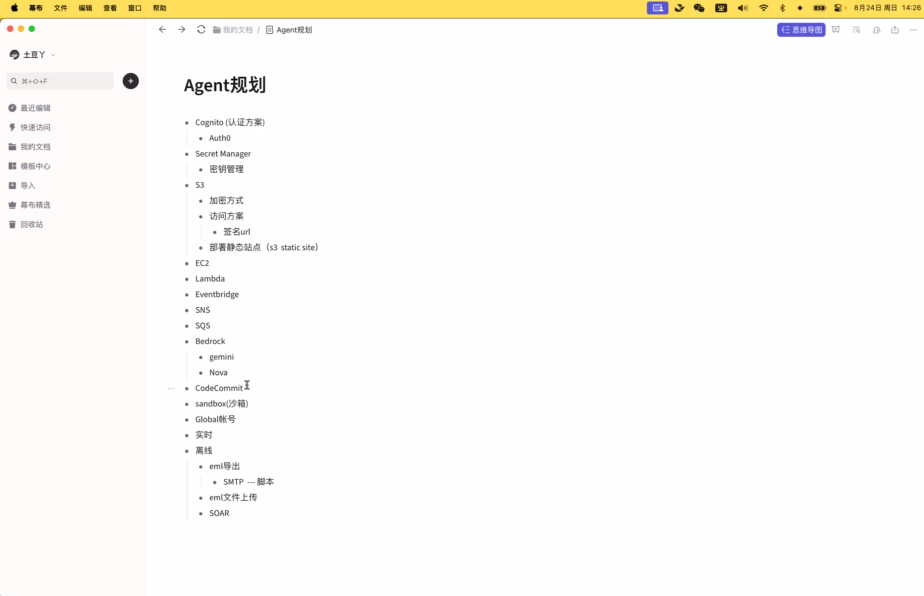 幕布 文件 编辑 查看 窗口 帮助 8月24日 周日 14:26
我的文档 / Agent规划 思维导图
土豆丫
⌘+⇧+F
最近编辑
快速访问
我的文档
模板中心
导入
幕布精选
回收站
Agent规划
Cognito (认证方案)
Auth0
Secret Manager
密钥管理
S3
加密方式
访问方案
签名url
部署静态站点（s3 static site）
EC2
Lambda
Eventbridge
SNS
SQS
Bedrock
gemini
Nova
CodeCommit
sandbox(沙箱)
Global帐号
实时
离线
eml导出
SMTP --- 脚本
eml文件上传
SOAR